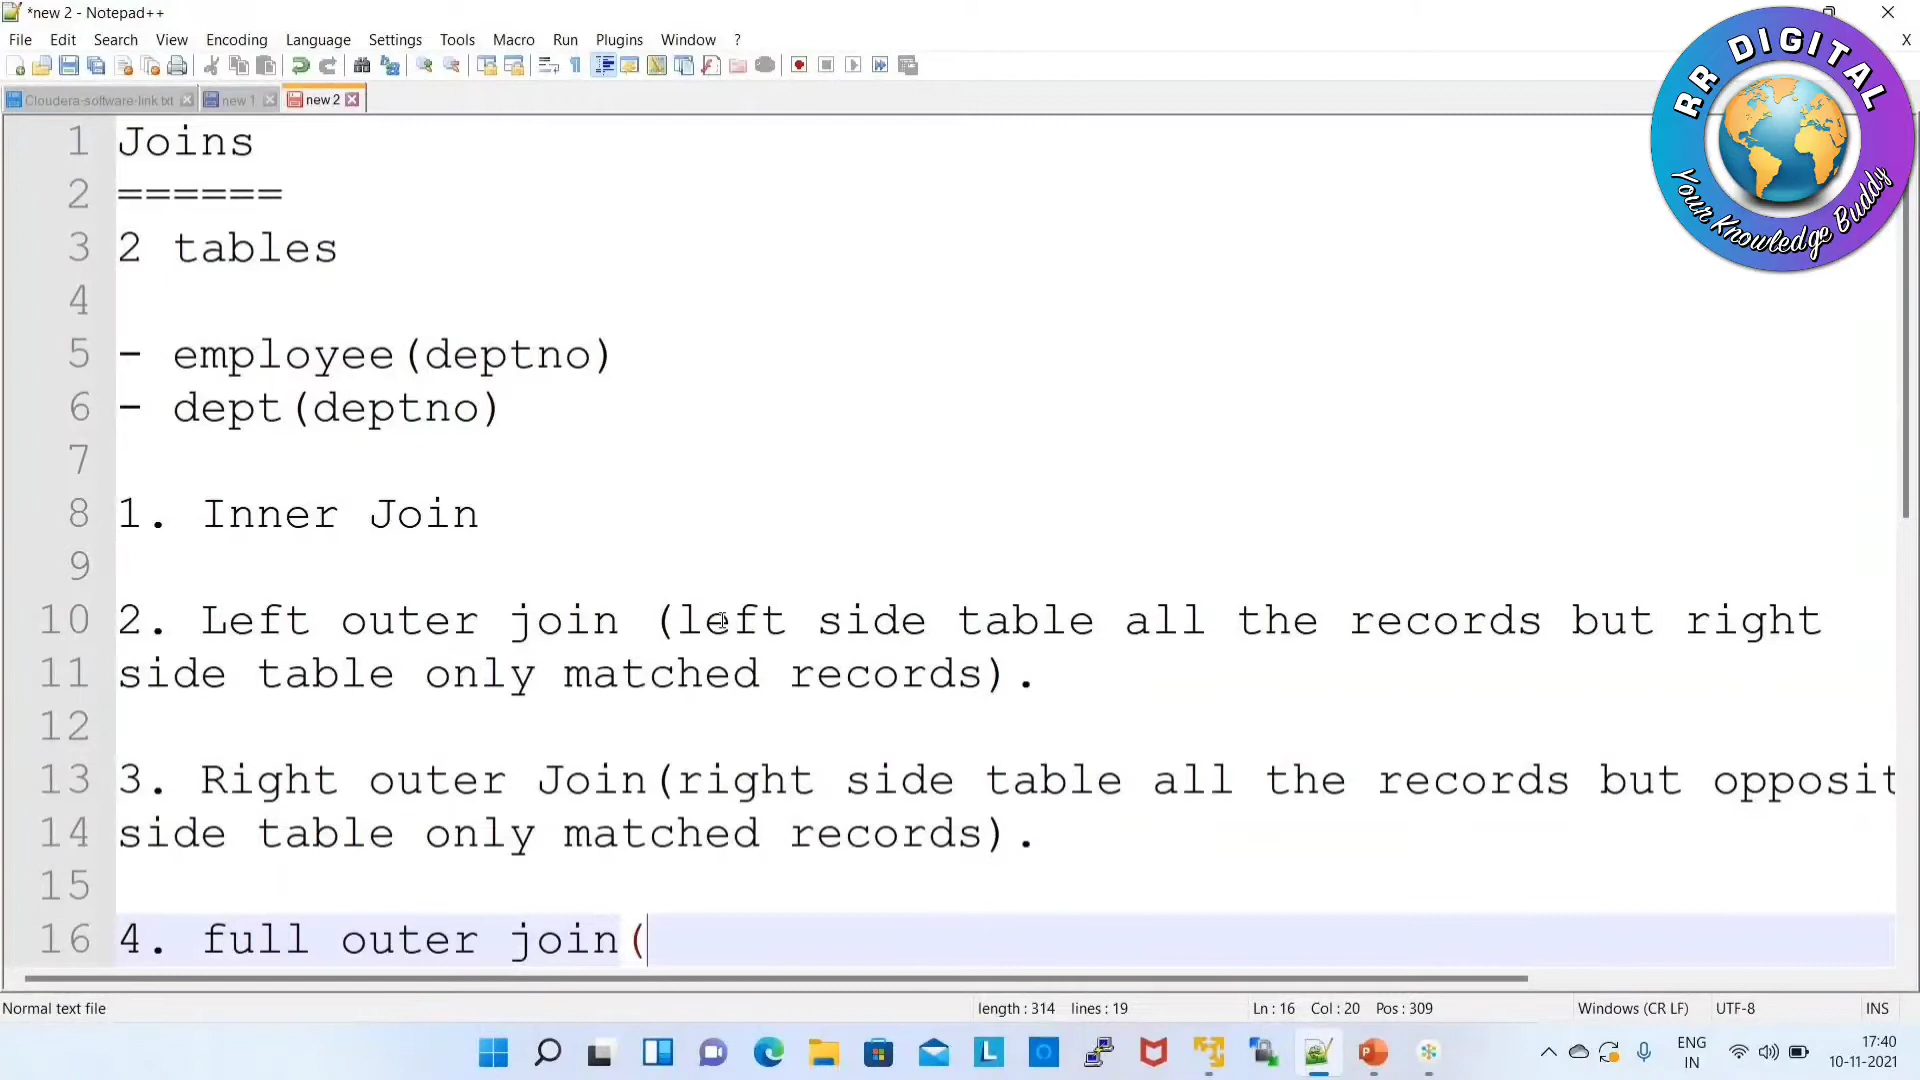 *new 2 - Notepad++
File Edit Search View Encoding Language Settings Tools Macro Run Plugins Window ?
X
Cloudera-software-link.txt new 1 new 2
RR DIGITAL
Your Knowledge Buddy
1 Joins
2 ======
3 2 tables
4
5 - employee(deptno)
6 - dept(deptno)
7
8 1. Inner Join
9
10 2. Left outer join (left side table all the records but right
11 side table only matched records).
12
13 3. Right outer Join(right side table all the records but opposit
14 side table only matched records).
15
16 4. full outer join(
Normal text file length : 314 lines : 19 Ln : 16 Col : 20 Pos : 309 Windows (CR LF) UTF-8 INS
L
ENG
IN
17:40
10-11-2021